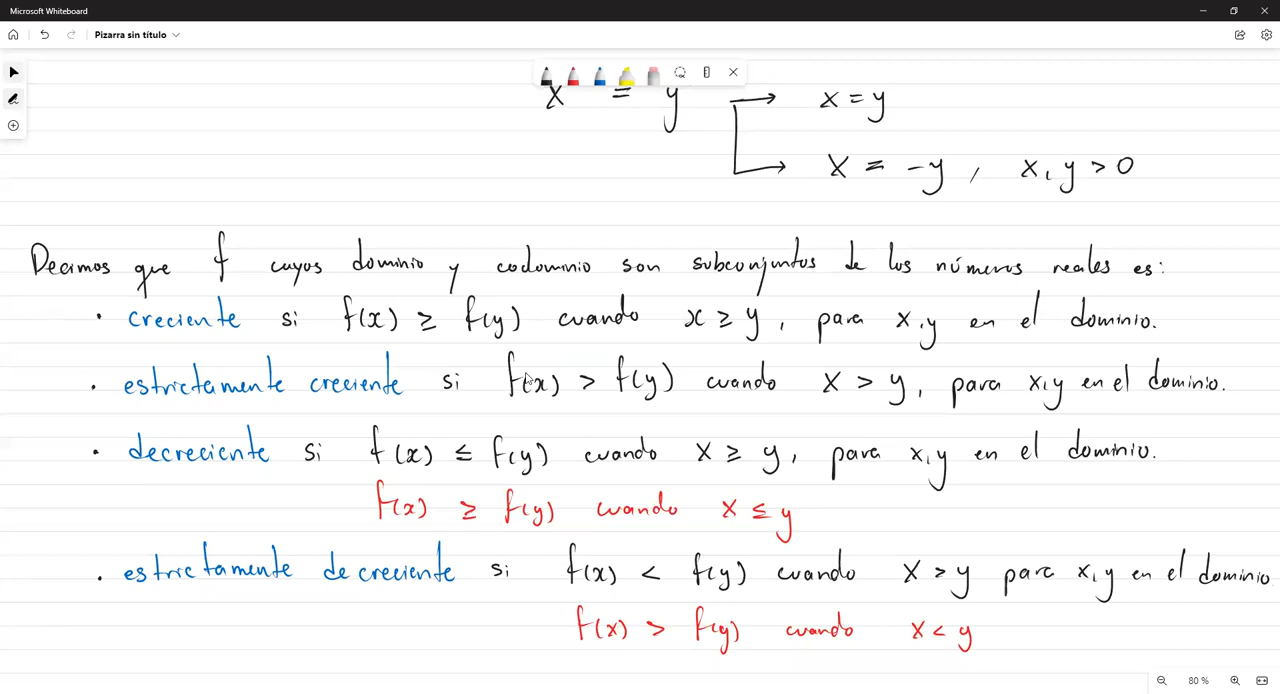 Microsoft Whiteboard
Pizarra sin título
x = y → x = y
→ x = -y , x, y > 0
Decimos que f cuyos dominio y codominio son subconjuntos de los números reales es:
· creciente si f(x) ≥ f(y) cuando x ≥ y, para x, y en el dominio.
· estrictamente creciente si f(x) > f(y) cuando x > y, para x, y en el dominio.
· decreciente si f(x) ≤ f(y) cuando x ≥ y, para x, y en el dominio.
f(x) ≥ f(y) cuando x ≤ y
· estrictamente decreciente si f(x) < f(y) cuando x > y para x, y en el dominio
f(x) > f(y) cuando x < y
80 %